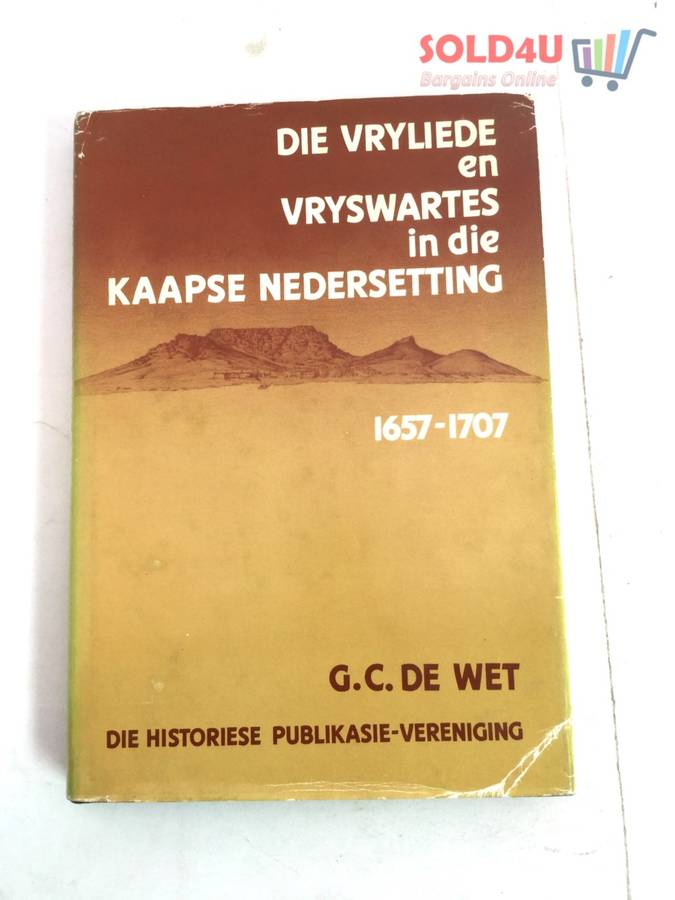 SOLD4U
Bargains Online
DIE VRYLIEDE
en
VRYSWARTES
in die
KAAPSE NEDERSETTING
1657-1707
G.C. DE WET
DIE HISTORIESE PUBLIKASIE-VERENIGING